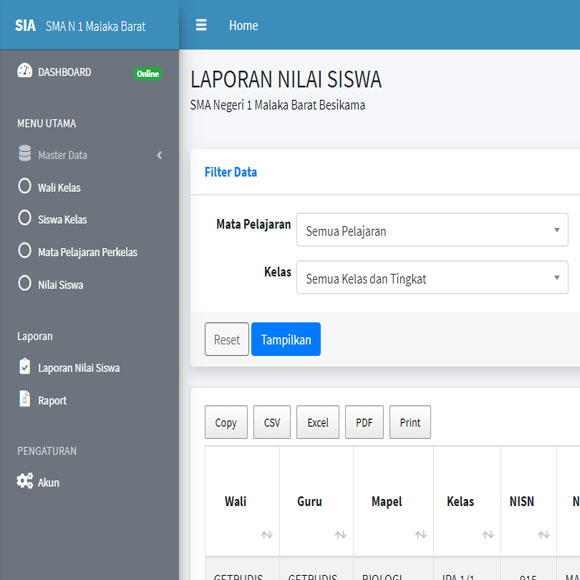 SIA SMA N 1 Malaka Barat
Home
DASHBOARD Online
MENU UTAMA
Master Data
Wali Kelas
Siswa Kelas
Mata Pelajaran Perkelas
Nilai Siswa
Laporan
Laporan Nilai Siswa
Raport
PENGATURAN
Akun
LAPORAN NILAI SISWA
SMA Negeri 1 Malaka Barat Besikama
Filter Data
Mata Pelajaran Semua Pelajaran
Kelas Semua Kelas dan Tingkat
Reset Tampilkan
Copy CSV Excel PDF Print
Wali Guru Mapel Kelas NISN N
GETRUDIS GETRUDIS BIOLOGI IPA 1/1 915 MA